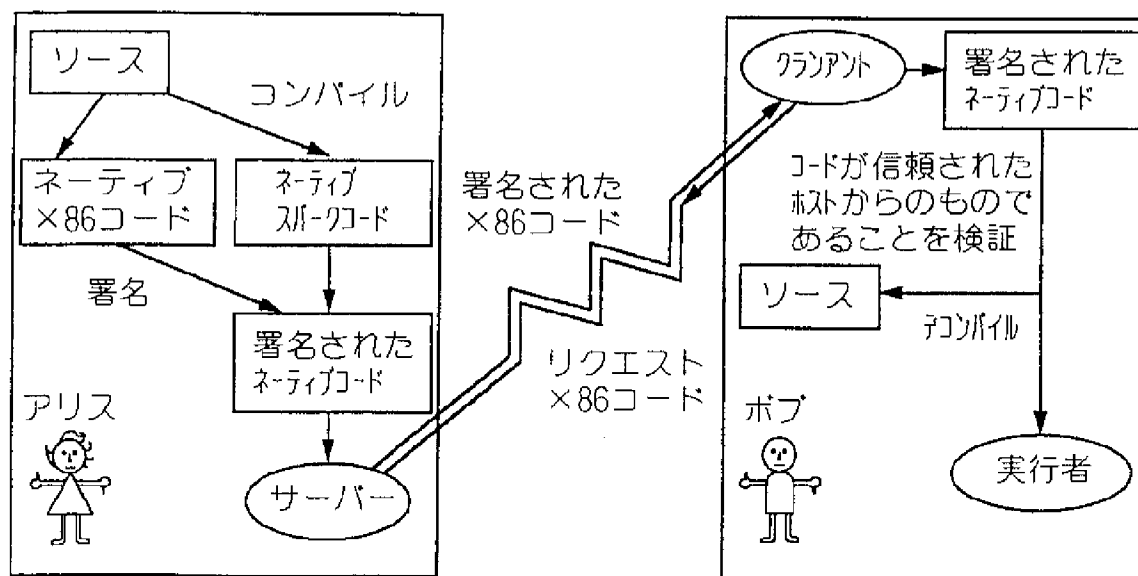 ソース
コンパイル
ネーティブ
×86コード
ネーティブ
スパークコード
署名
署名された
ネーティブコード
アリス
サーバー
署名された
×86コード
リクエスト
×86コード
クランアント
署名された
ネーティブコード
コードが信頼された
ホストからのもので
あることを検証
ソース
デコンパイル
ボブ
実行者